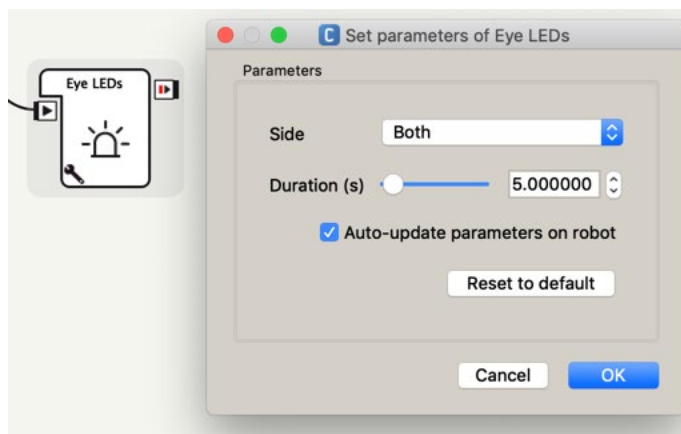 Set parameters of Eye LEDs
Eye LEDs
Parameters
Side Both
Duration (s) 5.000000
Auto-update parameters on robot
Reset to default
Cancel OK